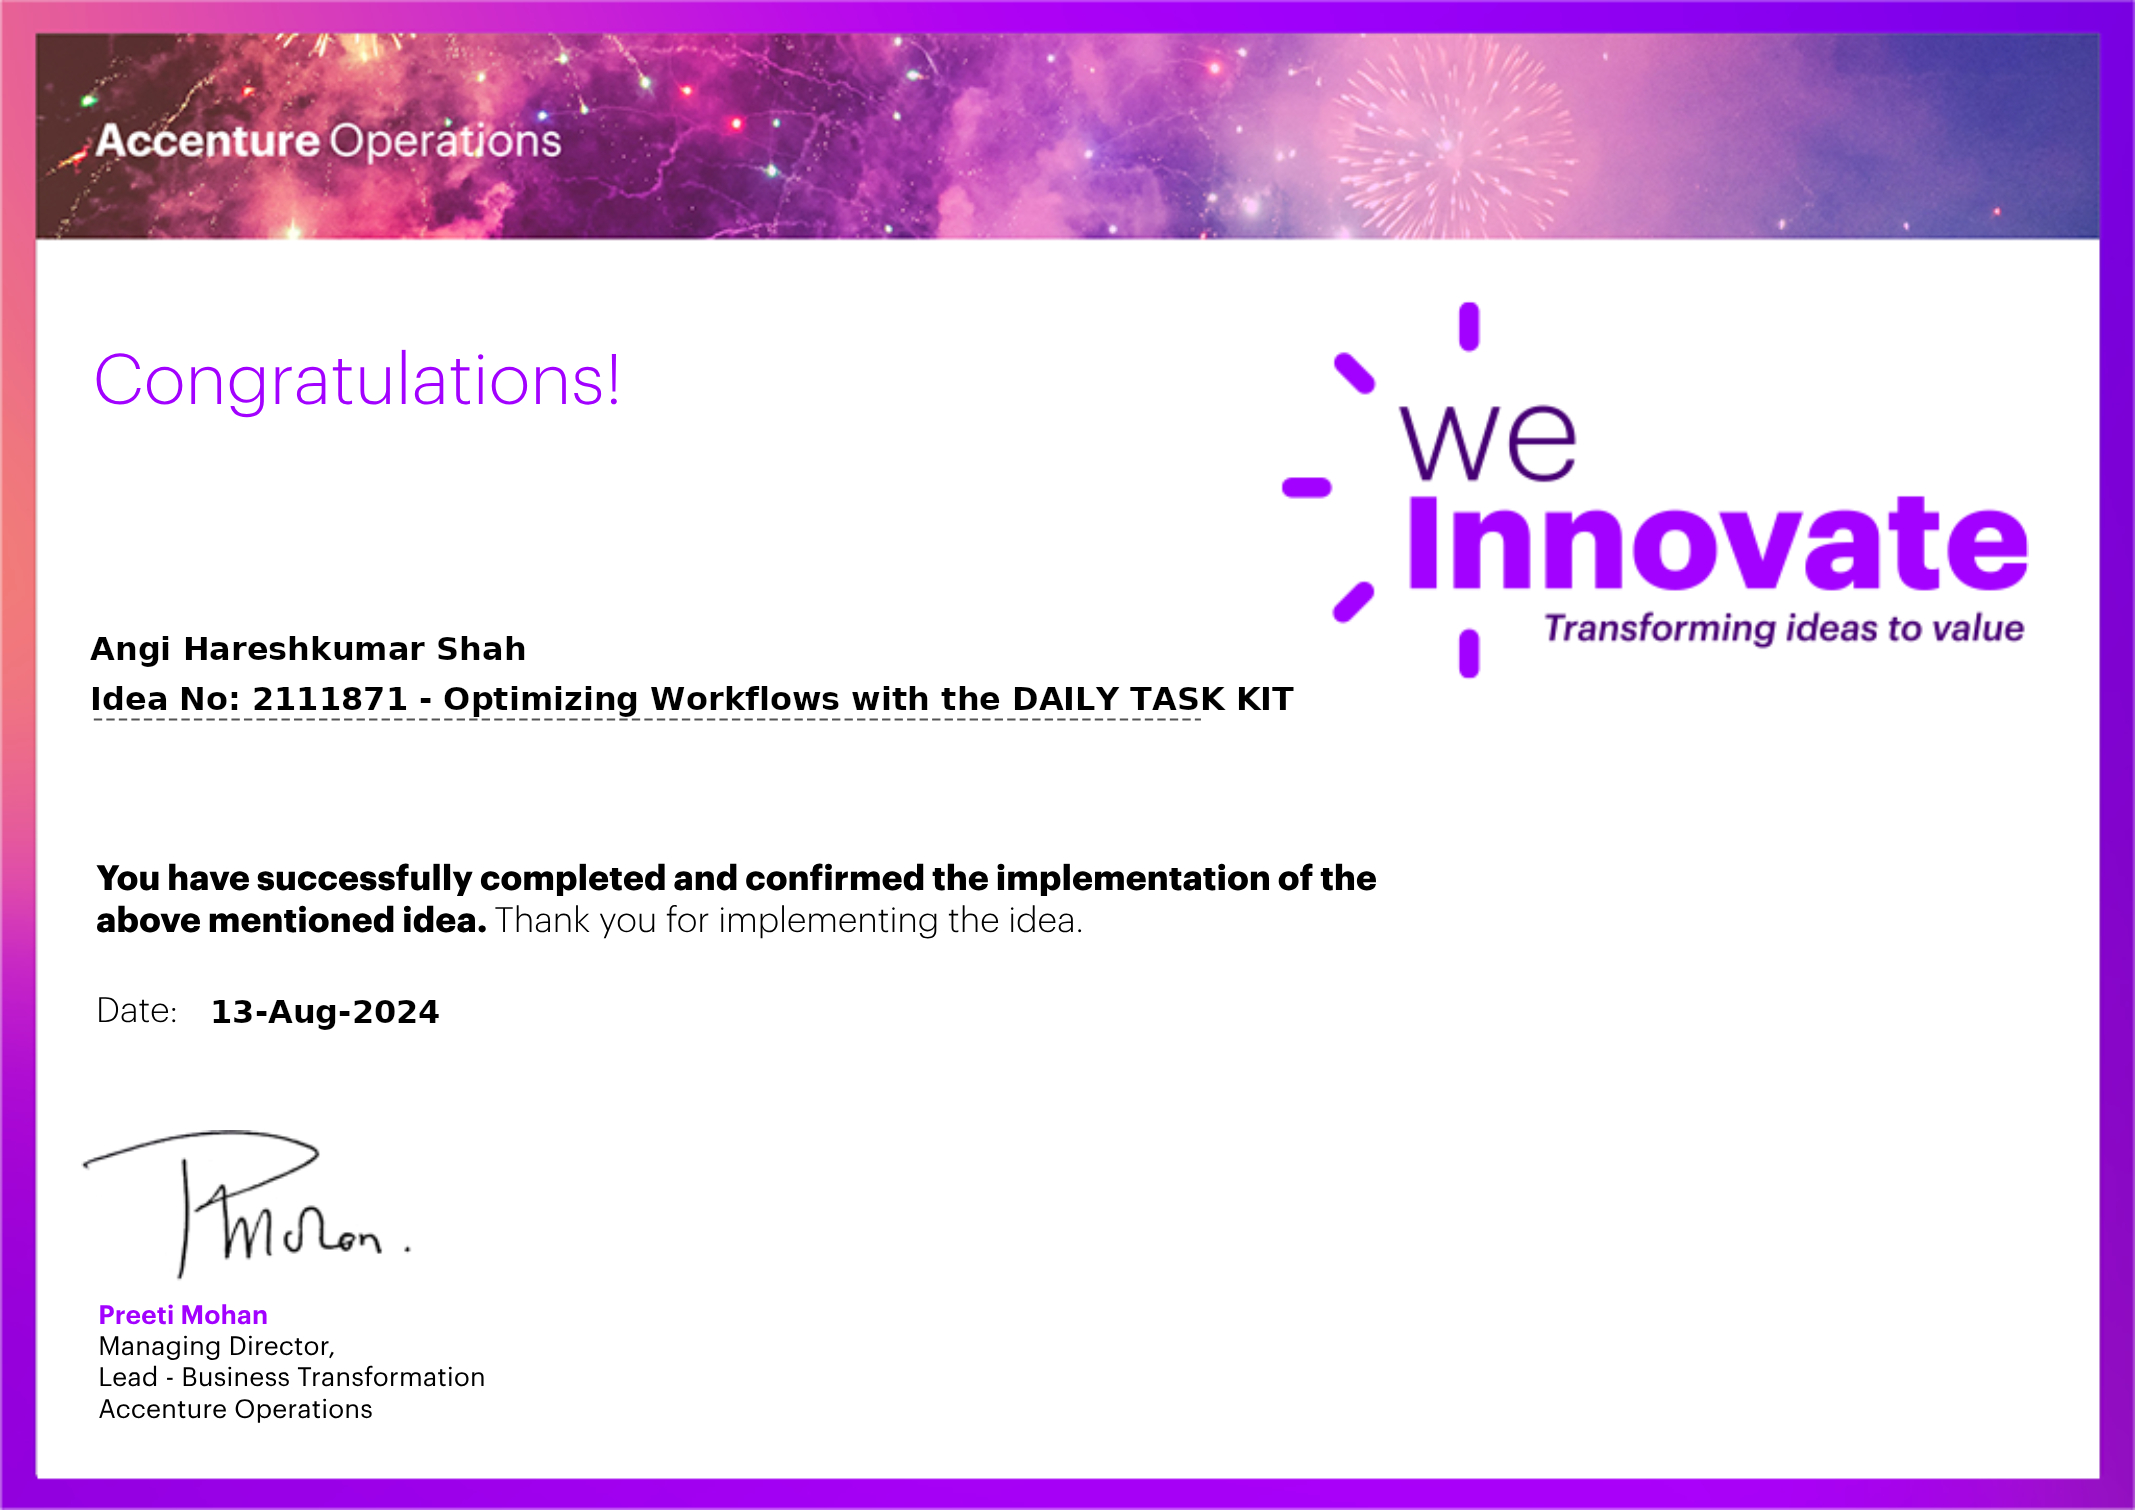 Accenture Operations
Congratulations!
we
Innovate
Transforming ideas to value
Angi Hareshkumar Shah
Idea No: 2111871 - Optimizing Workflows with the DAILY TASK KIT
You have successfully completed and confirmed the implementation of the
above mentioned idea. Thank you for implementing the idea.
Date: 13-Aug-2024
PMohan.
Preeti Mohan
Managing Director,
Lead - Business Transformation
Accenture Operations